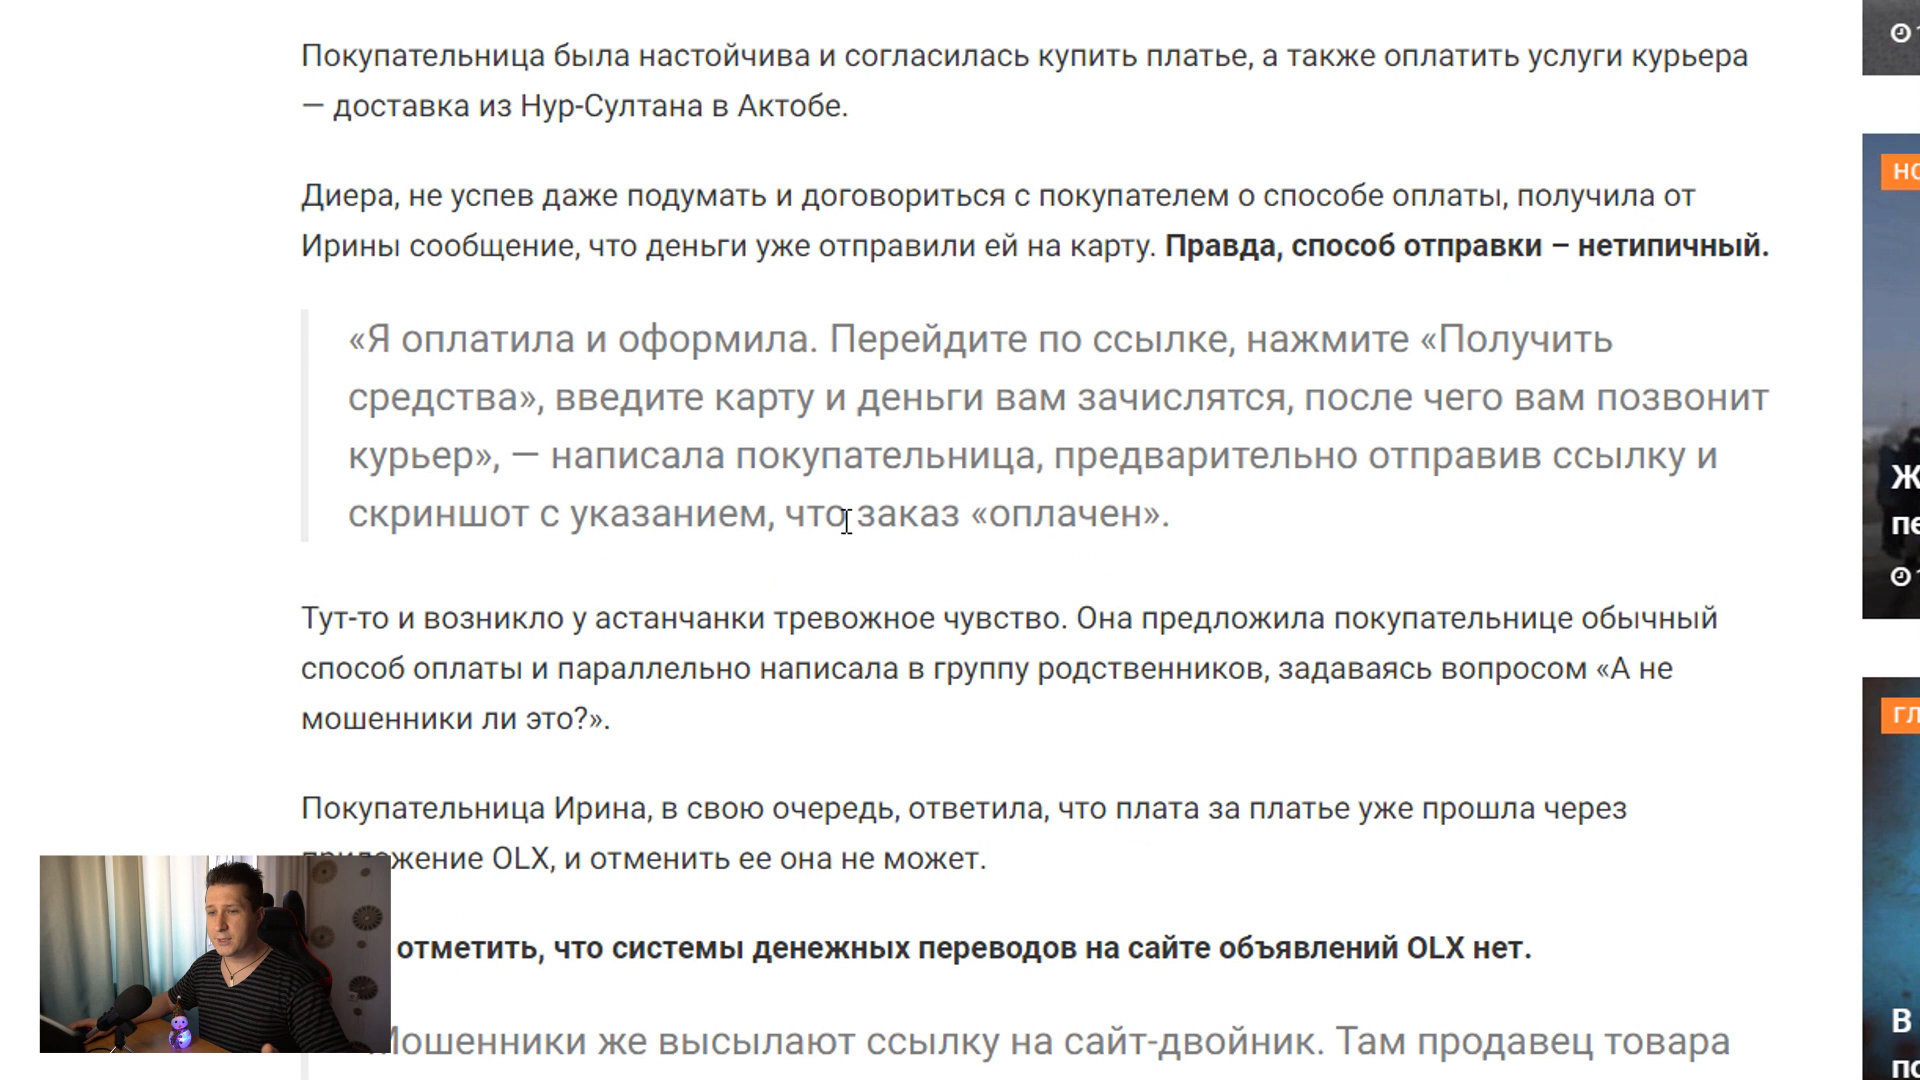 Покупательница была настойчива и согласилась купить платье, а также оплатить услуги курьера
— доставка из Нур-Султана в Актобе.
Диера, не успев даже подумать и договориться с покупателем о способе оплаты, получила от
Ирины сообщение, что деньги уже отправили ей на карту. Правда, способ отправки – нетипичный.
«Я оплатила и оформила. Перейдите по ссылке, нажмите «Получить
средства», введите карту и деньги вам зачислятся, после чего вам позвонит
курьер», — написала покупательница, предварительно отправив ссылку и
скриншот с указанием, что заказ «оплачен».
Тут-то и возникло у астанчанки тревожное чувство. Она предложила покупательнице обычный
способ оплаты и параллельно написала в группу родственников, задаваясь вопросом «А не
мошенники ли это?».
Покупательница Ирина, в свою очередь, ответила, что плата за платье уже прошла через
приложение OLX, и отменить ее она не может.
отметить, что системы денежных переводов на сайте объявлений OLX нет.
Мошенники же высылают ссылку на сайт-двойник. Там продавец товара